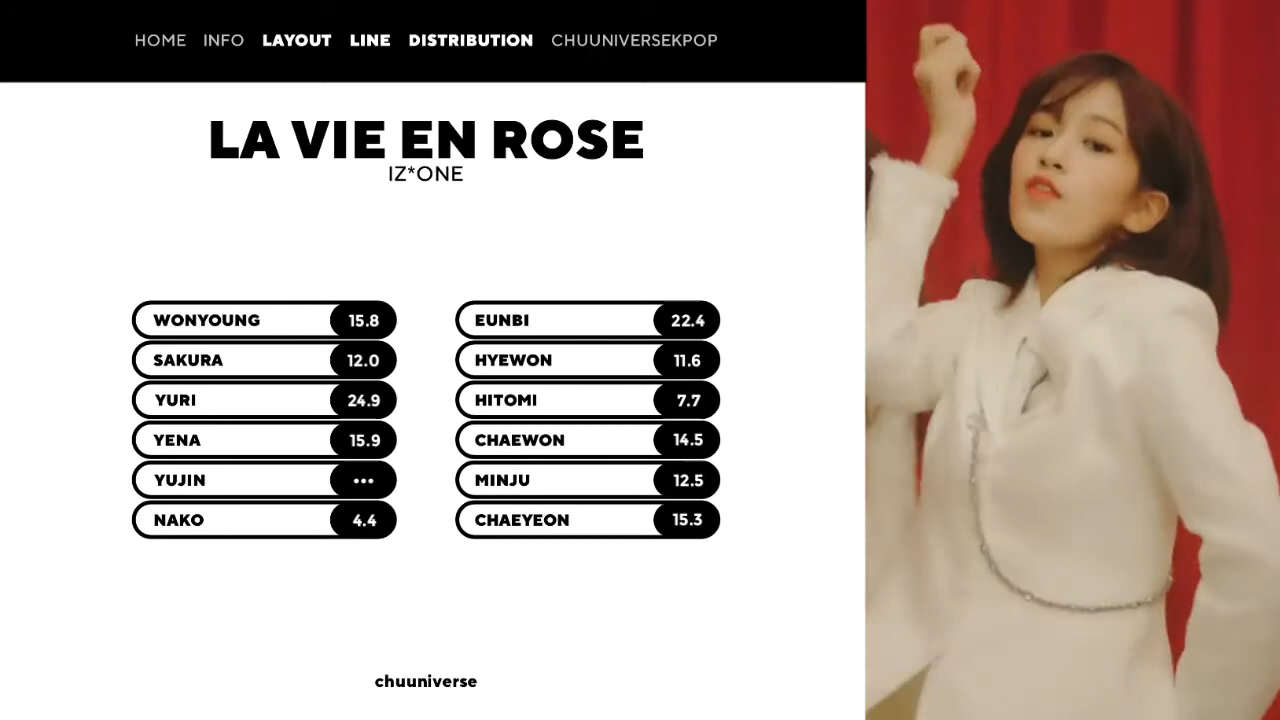 HOME INFO LAYOUT LINE DISTRIBUTION CHUUNIVERSEKPOP
LA VIE EN ROSE
IZ*ONE
WONYOUNG 15.8
SAKURA 12.0
YURI 24.9
YENA 15.9
YUJIN •••
NAKO 4.4
EUNBI 22.4
HYEWON 11.6
HITOMI 7.7
CHAEWON 14.5
MINJU 12.5
CHAEYEON 15.3
chuuniverse